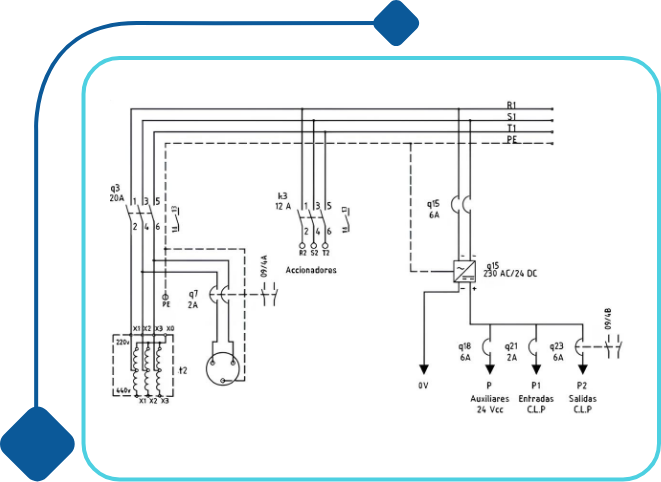 R1
S1
T1
PE
q3
20A
1 3 5
2 4 6
13
14
k3
12 A
1 3 5
2 4 6
13
14
R2 S2 T2
Accionadores
q15
6A
q15
230 AC/24 DC
~
=
- +
PE
q7
2A
09/4A
X1 X2 X3 X0
220v
440v
X1 X2 X3
t2
0V
q18
6A
q21
2A
q23
6A
09/4B
P
Auxiliares
24 Vcc
P1
Entradas
C.L.P
P2
Salidas
C.L.P